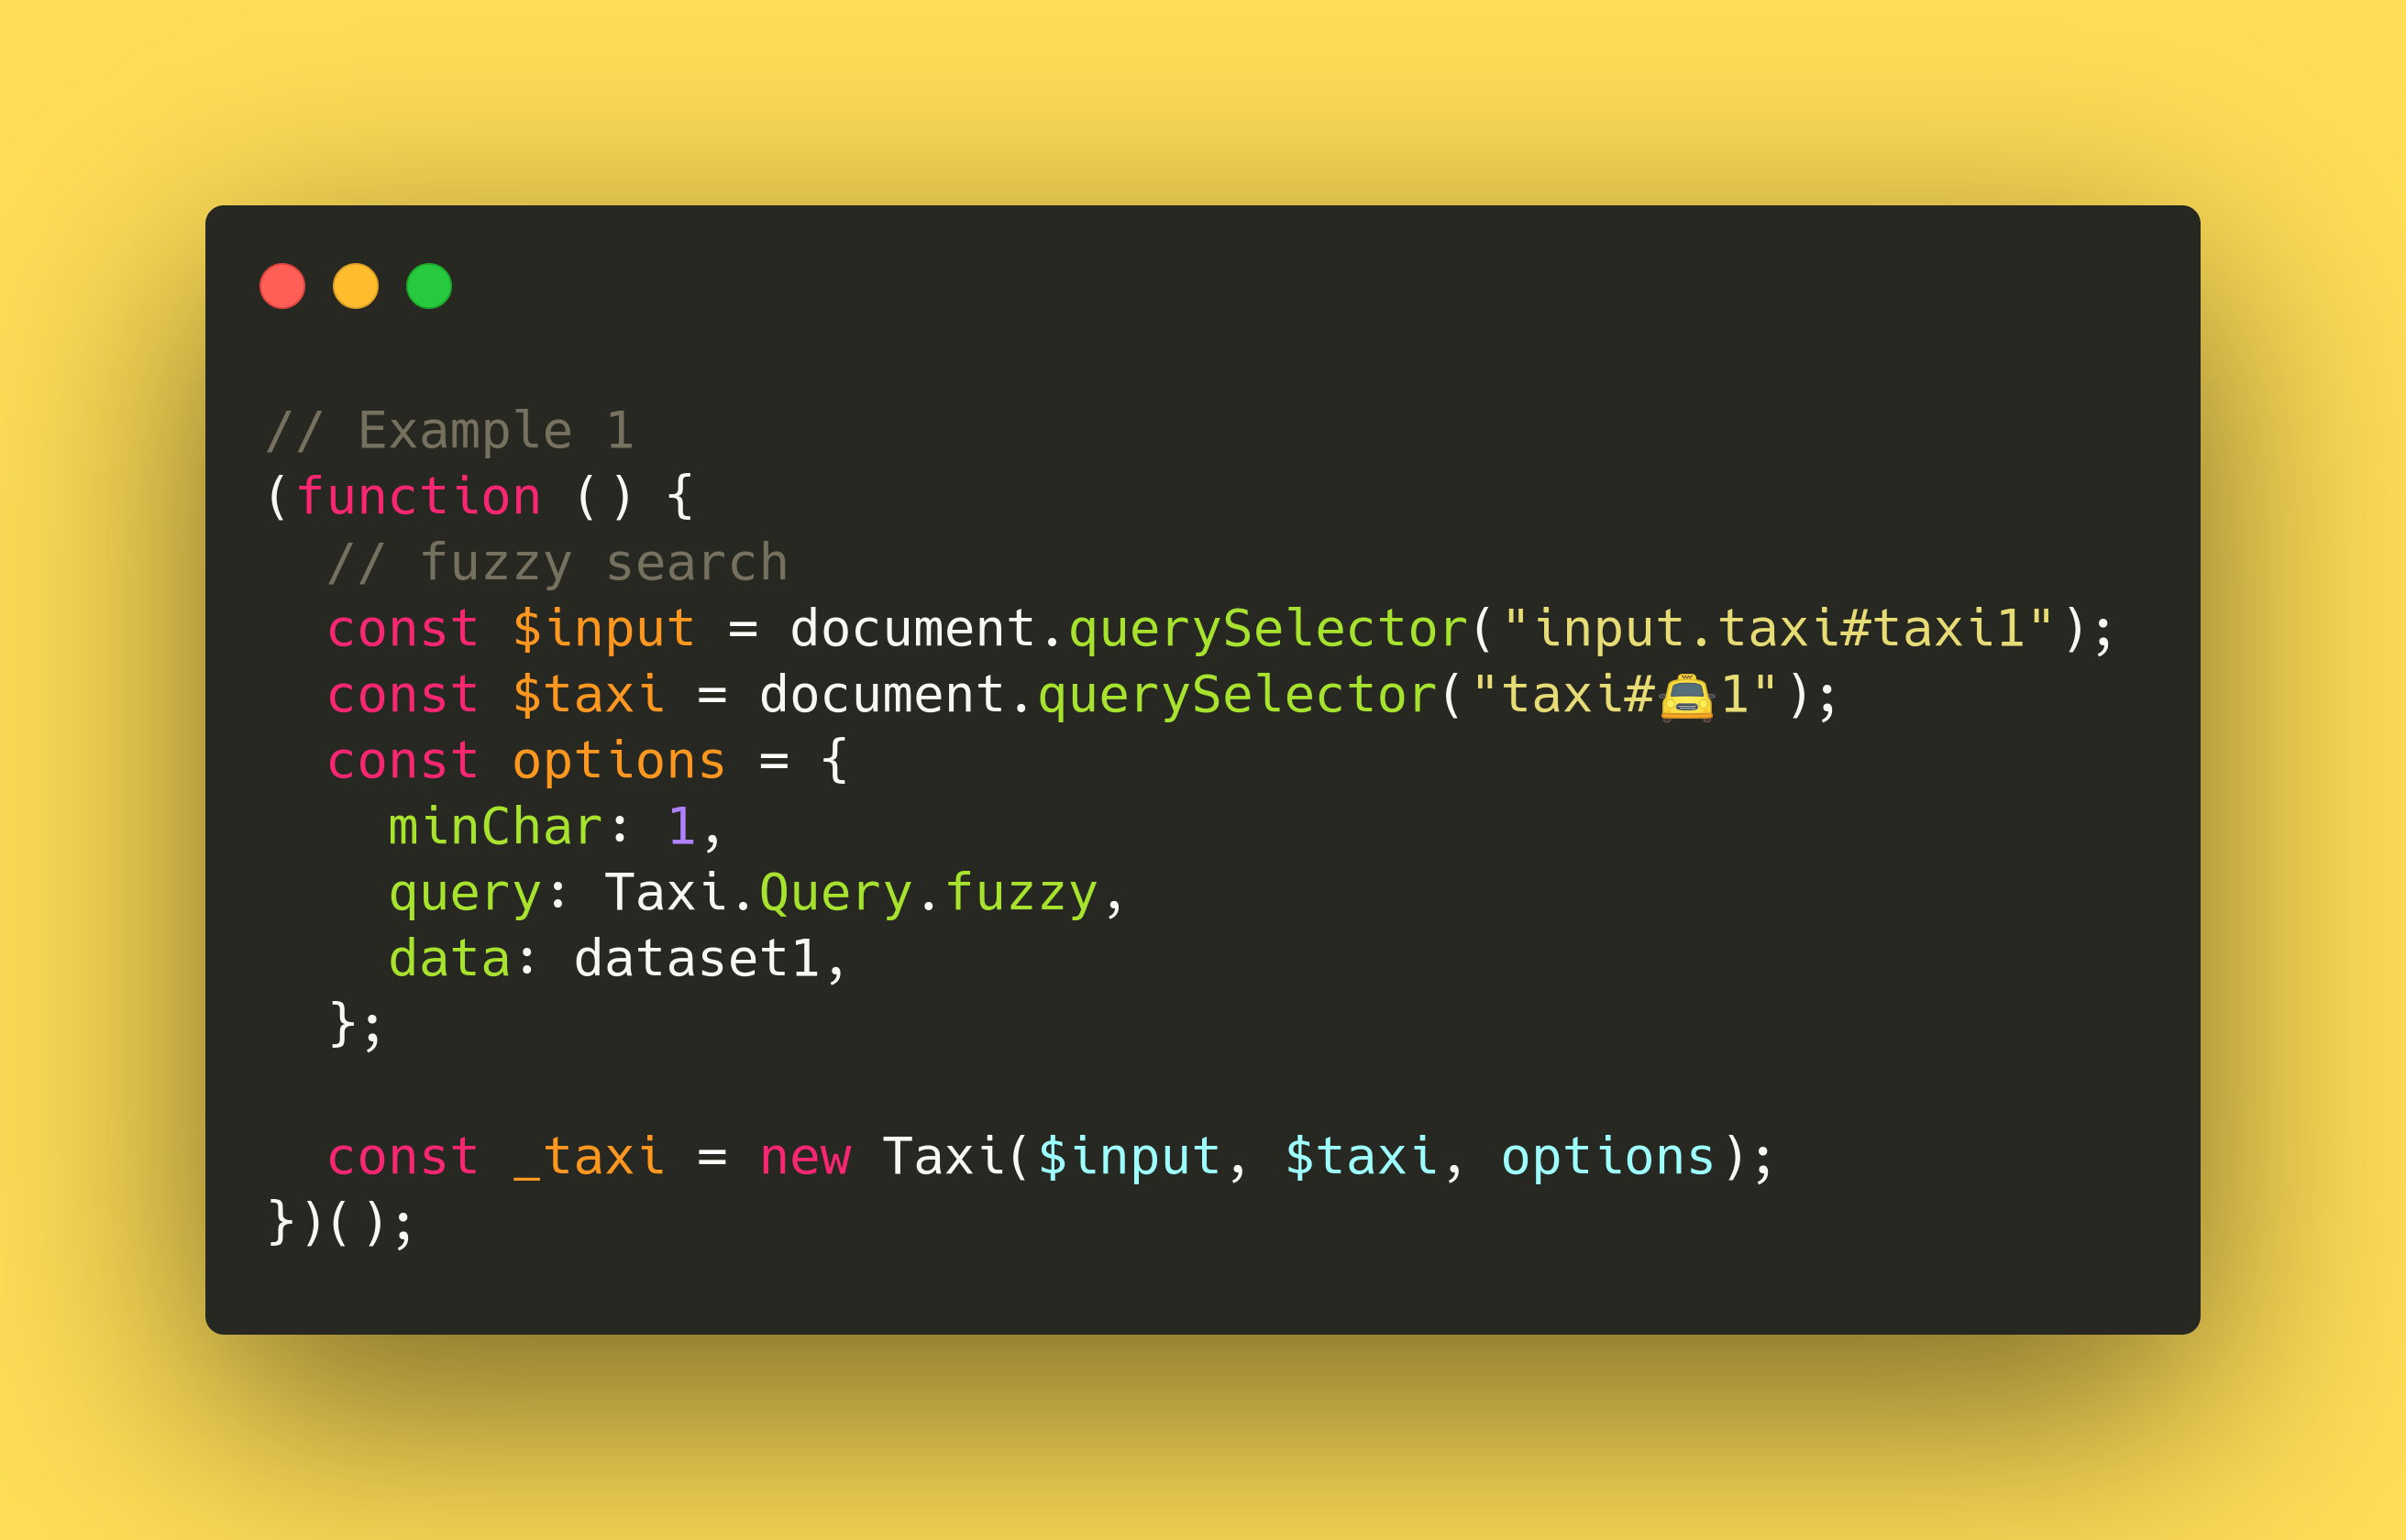 // Example 1
(function () {
  // fuzzy search
  const $input = document.querySelector("input.taxi#taxi1");
  const $taxi = document.querySelector("taxi#🚖1");
  const options = {
    minChar: 1,
    query: Taxi.Query.fuzzy,
    data: dataset1,
  };

  const _taxi = new Taxi($input, $taxi, options);
})();